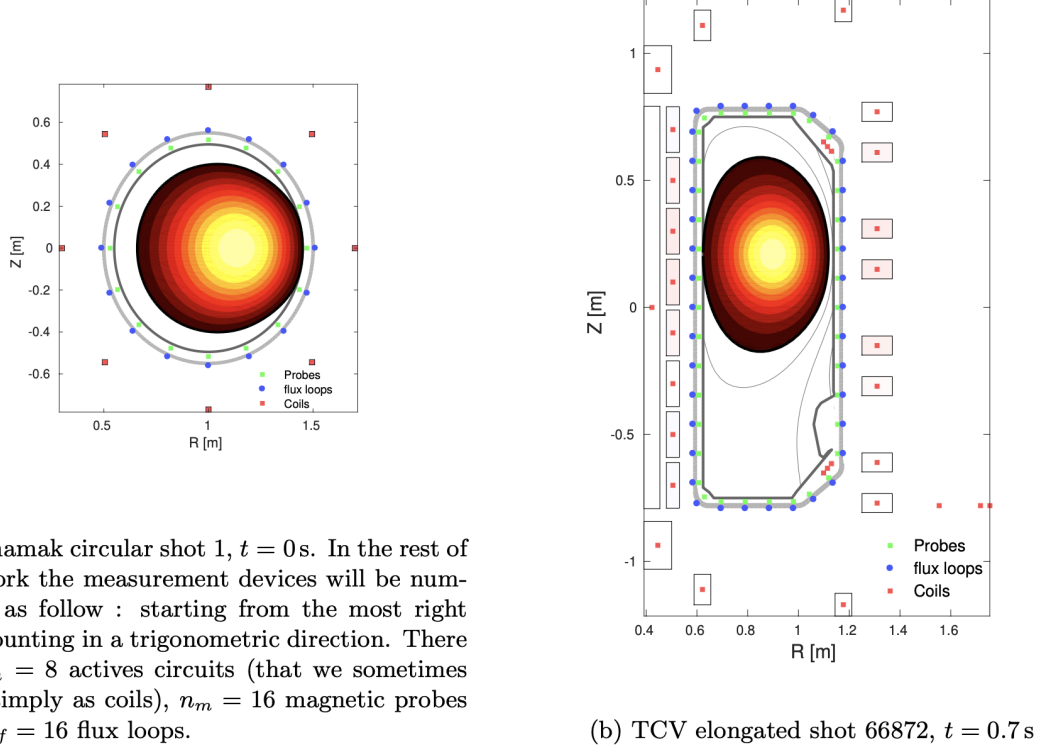 0.6
0.4
0.2
0
-0.2
-0.4
-0.6
Z [m]
0.5
1
1.5
R [m]
Probes
flux loops
Coils
amak circular shot 1, t = 0 s. In the rest of
ork the measurement devices will be num-
as follow : starting from the most right
ounting in a trigonometric direction. There
= 8 actives circuits (that we sometimes
simply as coils), nₘ = 16 magnetic probes
f = 16 flux loops.
1
0.5
0
-0.5
-1
Z [m]
0.4
0.6
0.8
1
1.2
1.4
1.6
R [m]
Probes
flux loops
Coils
(b) TCV elongated shot 66872, t = 0.7 s